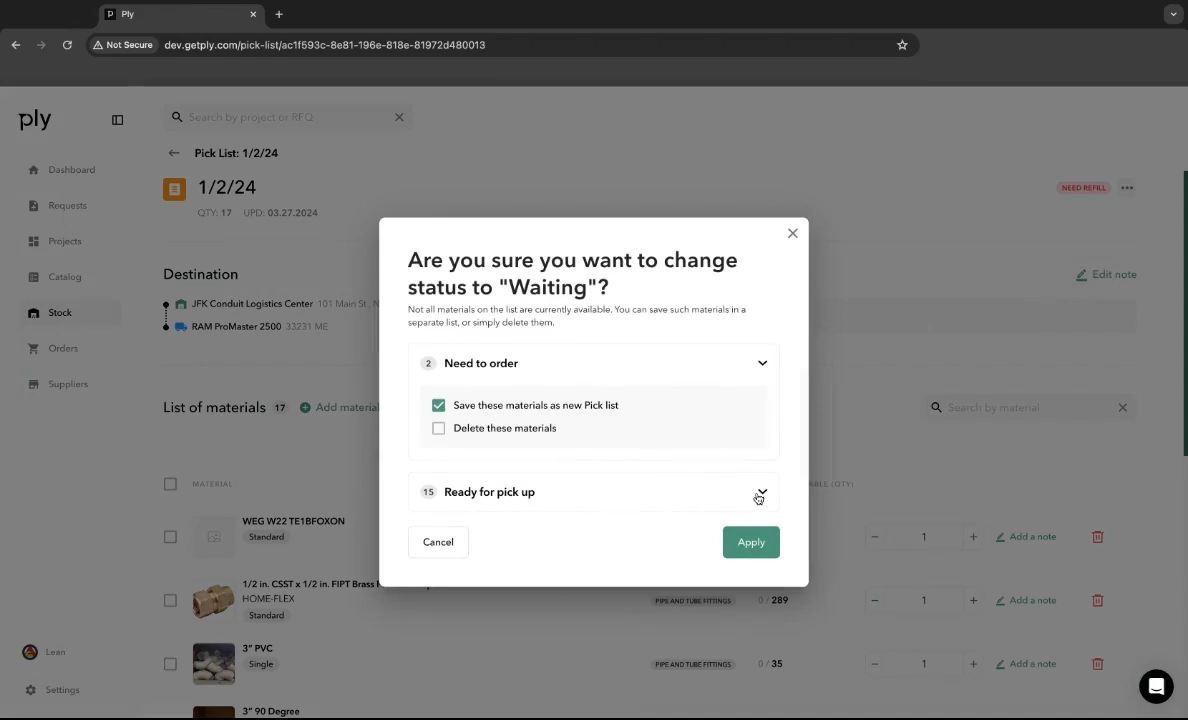 Ply
Not Secure
dev.getply.com/pick-list/ac1f593c-8e81-196e-818e-81972d480013
ply
Search by project or RFQ
Dashboard
Requests
Projects
Catalog
Stock
Orders
Suppliers
Lean
Settings
Pick List: 1/2/24
1/2/24
QTY: 17 UPD: 03.27.2024
NEED REFILL
Destination
Edit note
JFK Conduit Logistics Center 101 Main St, N
RAM ProMaster 2500 33231 ME
List of materials 17
Add material
Search by material
MATERIAL
(QTY)
WEG W22 TE1BFOXON
Standard
1
Add a note
1/2 in. CSST x 1/2 in. FIPT Brass
HOME-FLEX
Standard
PIPE AND TUBE FITTINGS
0 / 289
1
Add a note
3” PVC
Single
PIPE AND TUBE FITTINGS
0 / 35
1
Add a note
3” 90 Degree
Are you sure you want to change
status to "Waiting"?
Not all materials on the list are currently available. You can save such materials in a
separate list, or simply delete them.
2 Need to order
Save these materials as new Pick list
Delete these materials
15 Ready for pick up
Cancel
Apply